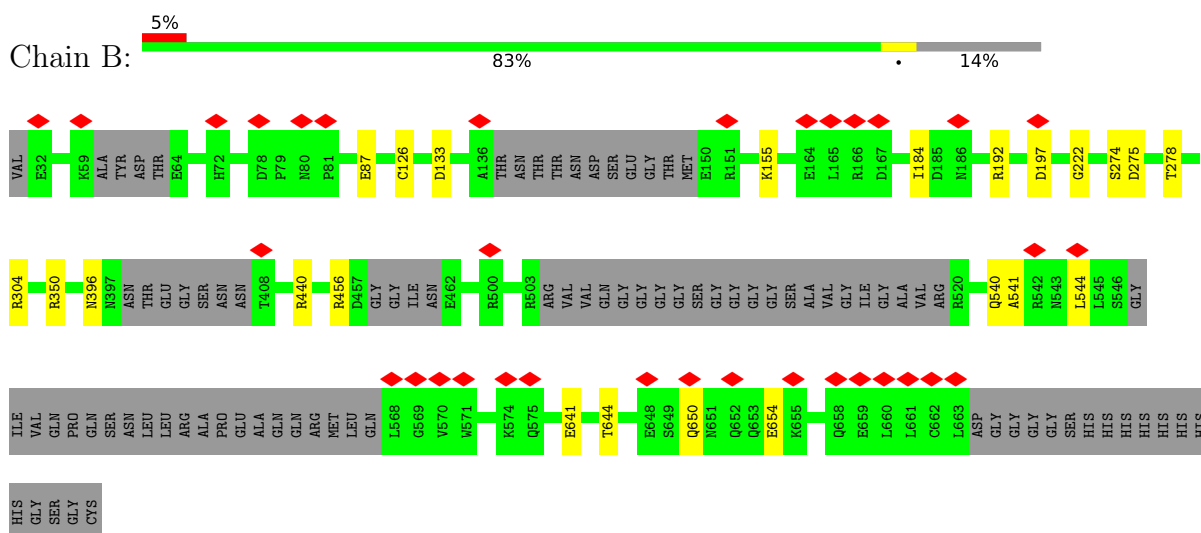 5%
Chain B:
83%
•
14%
VAL E32 K59 ALA TYR ASP THR E64 H72 D78 P79 N80 P81 E87 C126 D133 A136 THR ASN THR THR ASN ASP SER GLU GLY THR MET E150 R151 K155 E164 L165 R166 D167 I184 D185 N186 R192 D197 G222 S274 D275 T278
R304 R350 N396 N397 ASN THR GLU GLY SER ASN ASN T408 R440 R456 D457 GLY GLY ILE ASN E462 R500 R503 ARG VAL VAL GLN GLY GLY GLY GLY SER GLY GLY GLY GLY SER ALA VAL GLY ILE GLY ALA VAL ARG R520 Q540 A541 R542 N543 L544 L545 S546 GLY
ILE VAL GLN PRO GLN SER ASN LEU LEU ARG ALA PRO GLU ALA GLN GLN ARG MET LEU GLN L568 G569 V570 W571 K574 Q575 E641 T644 E648 S649 Q650 N651 Q652 Q653 E654 K655 Q658 E659 L660 L661 C662 L663 ASP GLY GLY GLY GLY SER HIS HIS HIS HIS HIS HIS HIS
HIS GLY SER GLY CYS